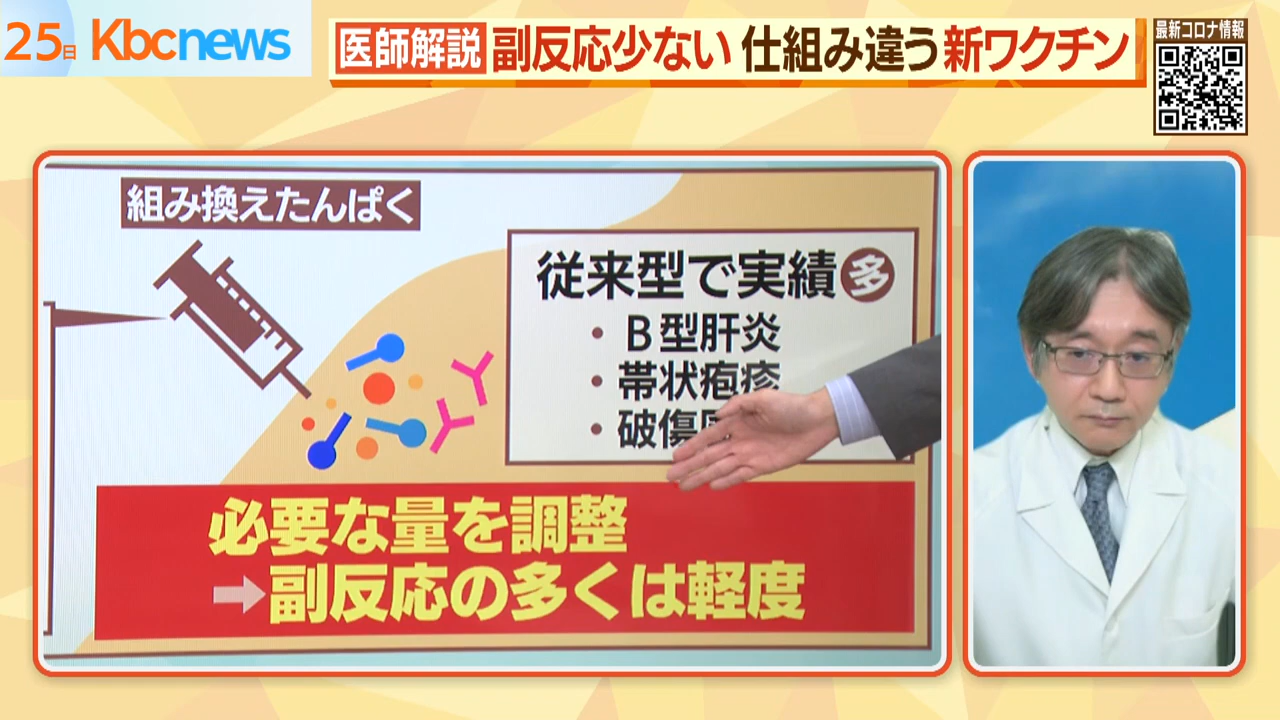 25日 Kbcnews
医師解説 副反応少ない 仕組み違う 新ワクチン
最新コロナ情報
組み換えたんぱく
従来型で実績多
・B型肝炎
・帯状疱疹
・破傷
必要な量を調整
➡副反応の多くは軽度